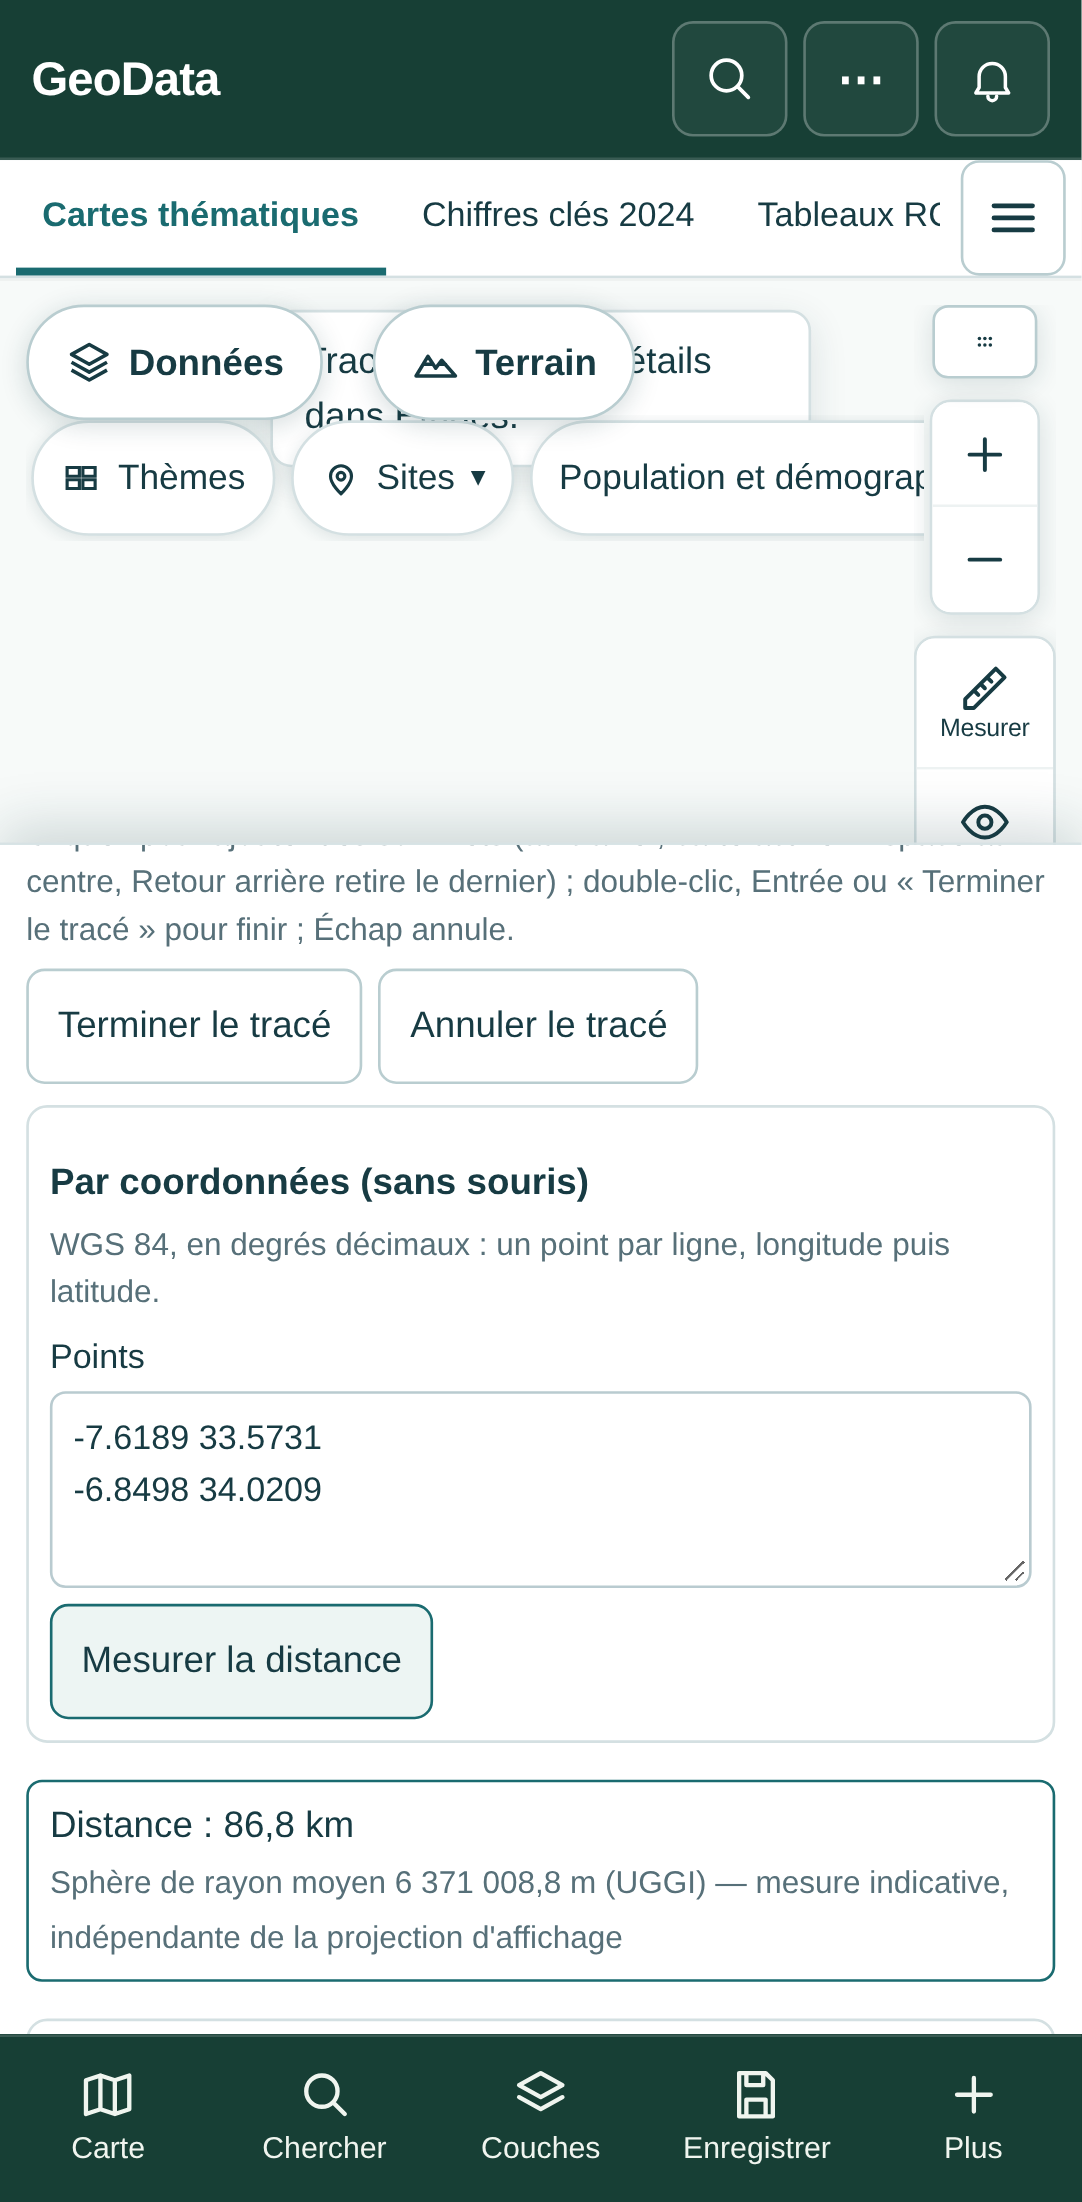 GeoData
Cartes thématiques
Chiffres clés 2024
Tableaux
Données
Terrain
dans
Thèmes
Sites ▼
Population et
Mesurer
centre, Retour arrière retire le dernier) ; double-clic, Entrée ou « Terminer
le tracé » pour finir ; Échap annule.
Terminer le tracé
Annuler le tracé
Par coordonnées (sans souris)
WGS 84, en degrés décimaux : un point par ligne, longitude puis
latitude.
Points
-7.6189 33.5731
-6.8498 34.0209
Mesurer la distance
Distance : 86,8 km
Sphère de rayon moyen 6 371 008,8 m (UGGI) — mesure indicative,
indépendante de la projection d'affichage
Carte
Chercher
Couches
Enregistrer
Plus